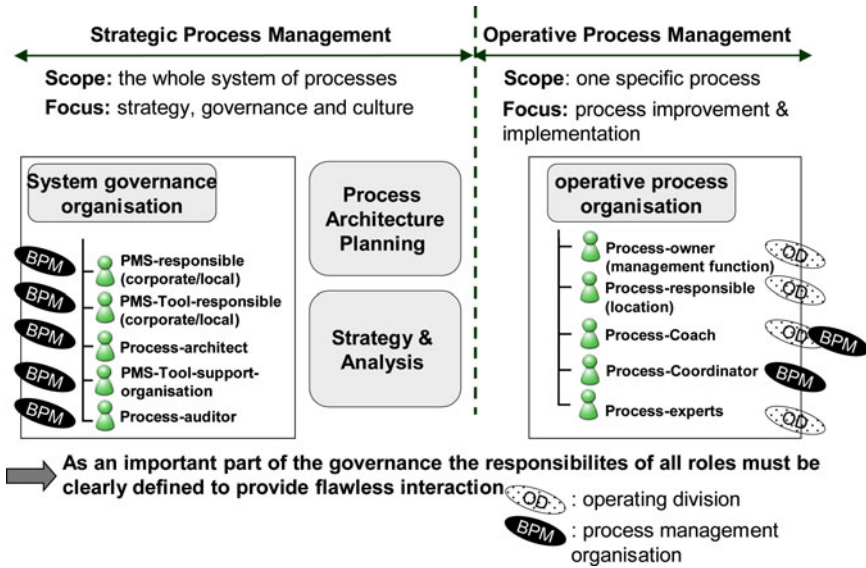 Strategic Process Management
Operative Process Management
Scope: the whole system of processes
Focus: strategy, governance and culture
Scope: one specific process
Focus: process improvement &
implementation
System governance
organisation
BPM
PMS-responsible
(corporate/local)
BPM
PMS-Tool-responsible
(corporate/local)
BPM
Process-architect
BPM
PMS-Tool-support-
organisation
BPM
Process-auditor
Process
Architecture
Planning
Strategy &
Analysis
operative process
organisation
Process-owner
(management function)
OD
Process-responsible
(location)
OD
Process-Coach
OD
BPM
Process-Coordinator
BPM
Process-experts
OD
As an important part of the governance the responsibilites of all roles must be
clearly defined to provide flawless interaction
OD : operating division
BPM : process management
organisation